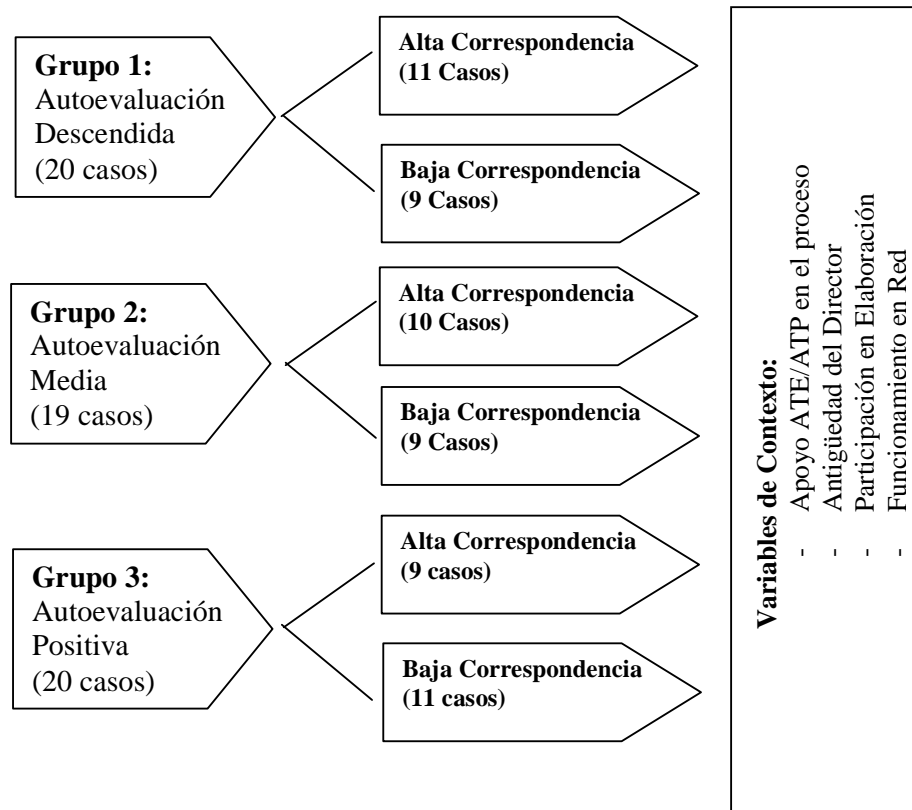 Grupo 1:
Autoevaluación
Descendida
(20 casos)
Alta Correspondencia
(11 Casos)
Baja Correspondencia
(9 Casos)
Grupo 2:
Autoevaluación
Media
(19 casos)
Alta Correspondencia
(10 Casos)
Baja Correspondencia
(9 Casos)
Grupo 3:
Autoevaluación
Positiva
(20 casos)
Alta Correspondencia
(9 casos)
Baja Correspondencia
(11 casos)
Variables de Contexto:
- Apoyo ATE/ATP en el proceso
- Antigüedad del Director
- Participación en Elaboración
- Funcionamiento en Red